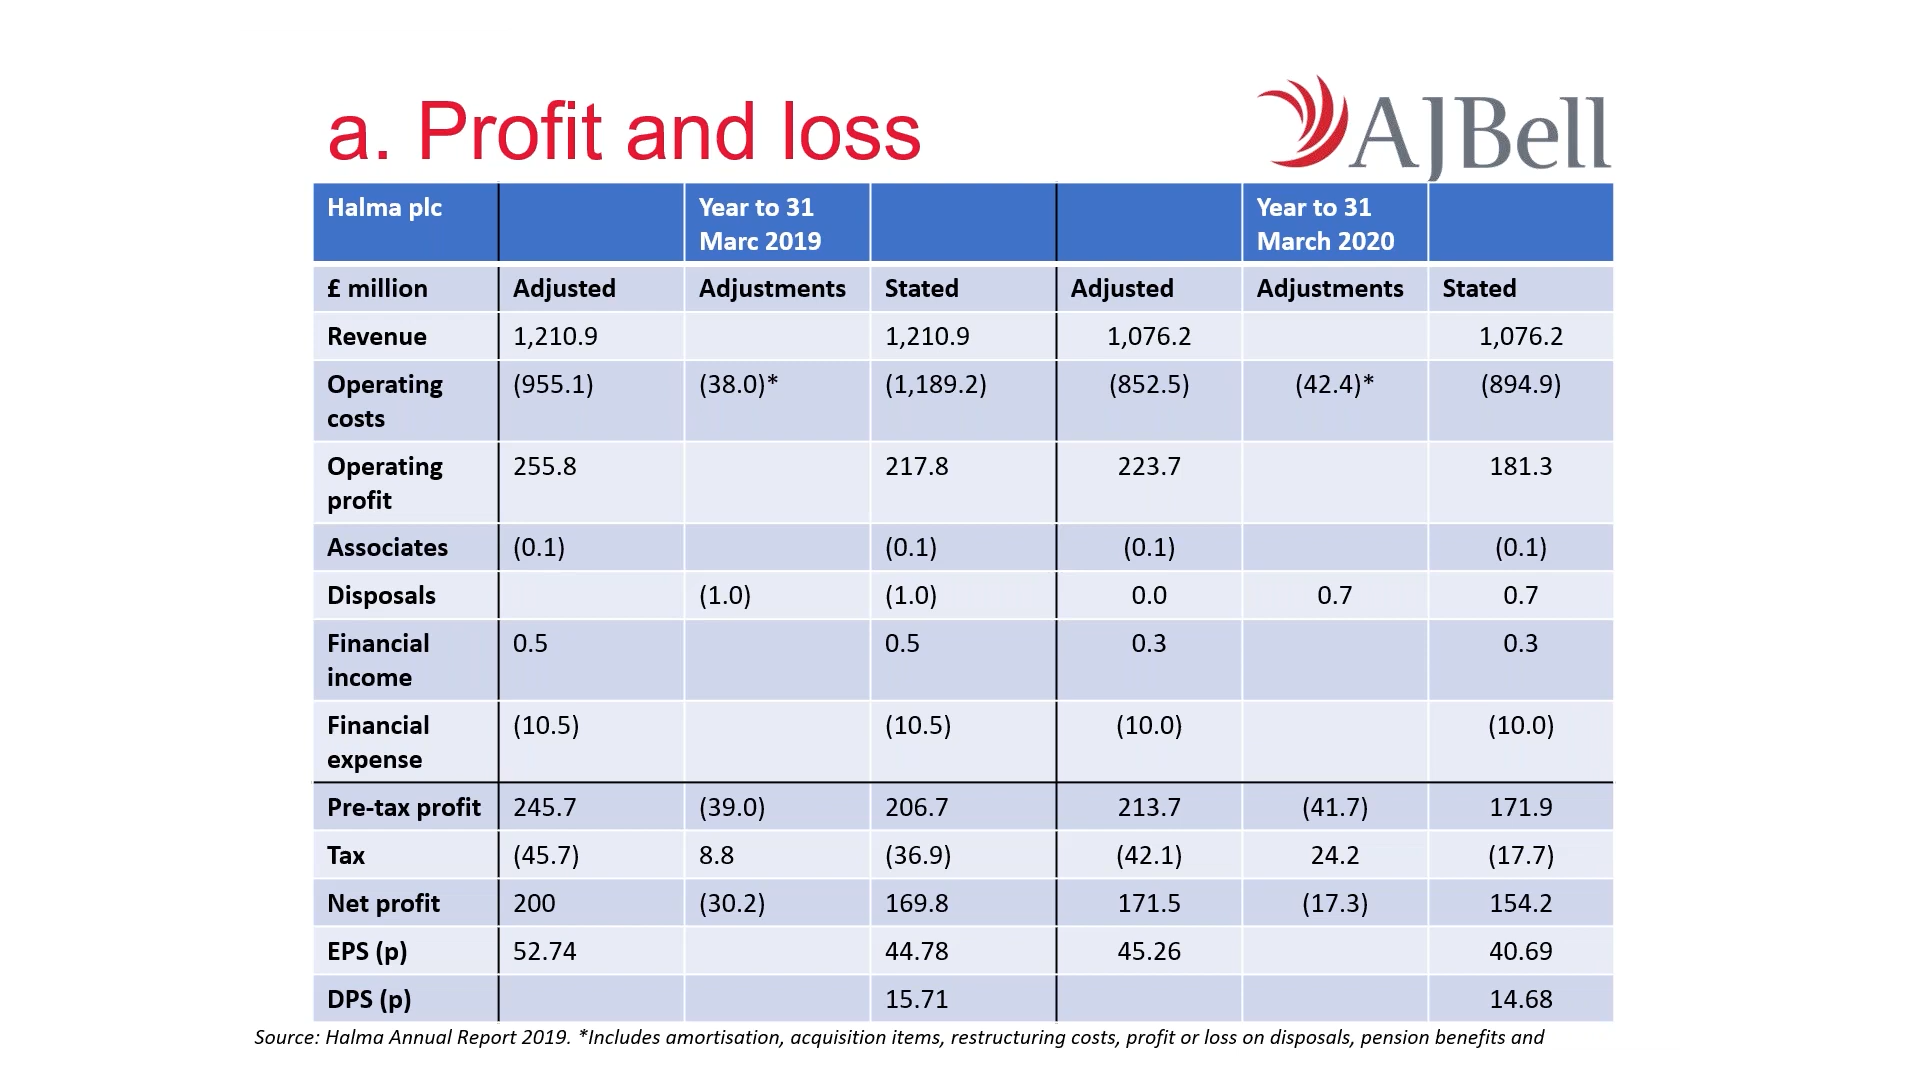 a. Profit and loss
AJBell
Halma plc Year to 31 Marc 2019 Year to 31 March 2020
£ million Adjusted Adjustments Stated Adjusted Adjustments Stated
Revenue 1,210.9 1,210.9 1,076.2 1,076.2
Operating costs (955.1) (38.0)* (1,189.2) (852.5) (42.4)* (894.9)
Operating profit 255.8 217.8 223.7 181.3
Associates (0.1) (0.1) (0.1) (0.1)
Disposals (1.0) (1.0) 0.0 0.7 0.7
Financial income 0.5 0.5 0.3 0.3
Financial expense (10.5) (10.5) (10.0) (10.0)
Pre-tax profit 245.7 (39.0) 206.7 213.7 (41.7) 171.9
Tax (45.7) 8.8 (36.9) (42.1) 24.2 (17.7)
Net profit 200 (30.2) 169.8 171.5 (17.3) 154.2
EPS (p) 52.74 44.78 45.26 40.69
DPS (p) 15.71 14.68
Source: Halma Annual Report 2019. *Includes amortisation, acquisition items, restructuring costs, profit or loss on disposals, pension benefits and